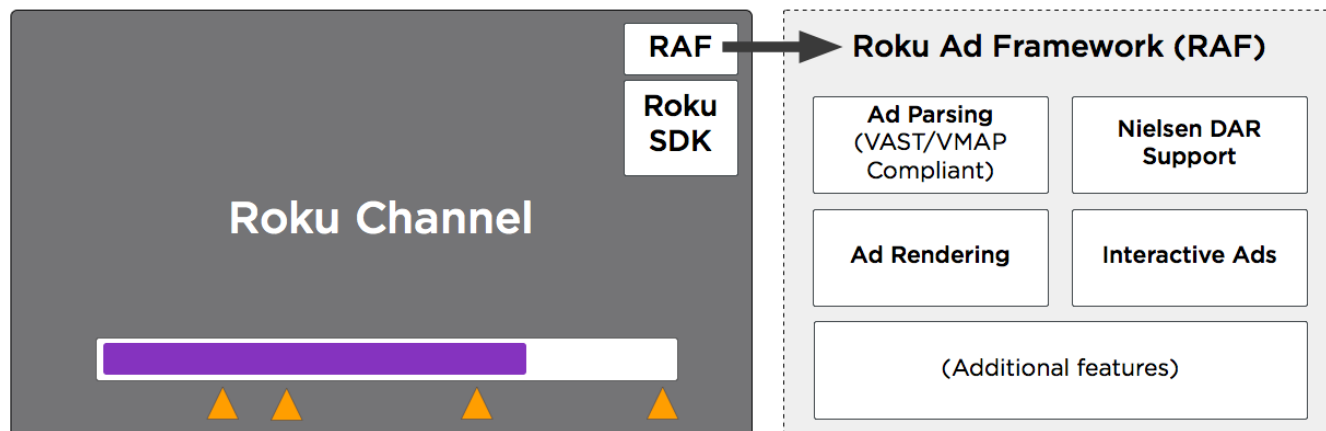 RAF
Roku
SDK
Roku Channel
Roku Ad Framework (RAF)
Ad Parsing
(VAST/VMAP
Compliant)
Nielsen DAR
Support
Ad Rendering
Interactive Ads
(Additional features)